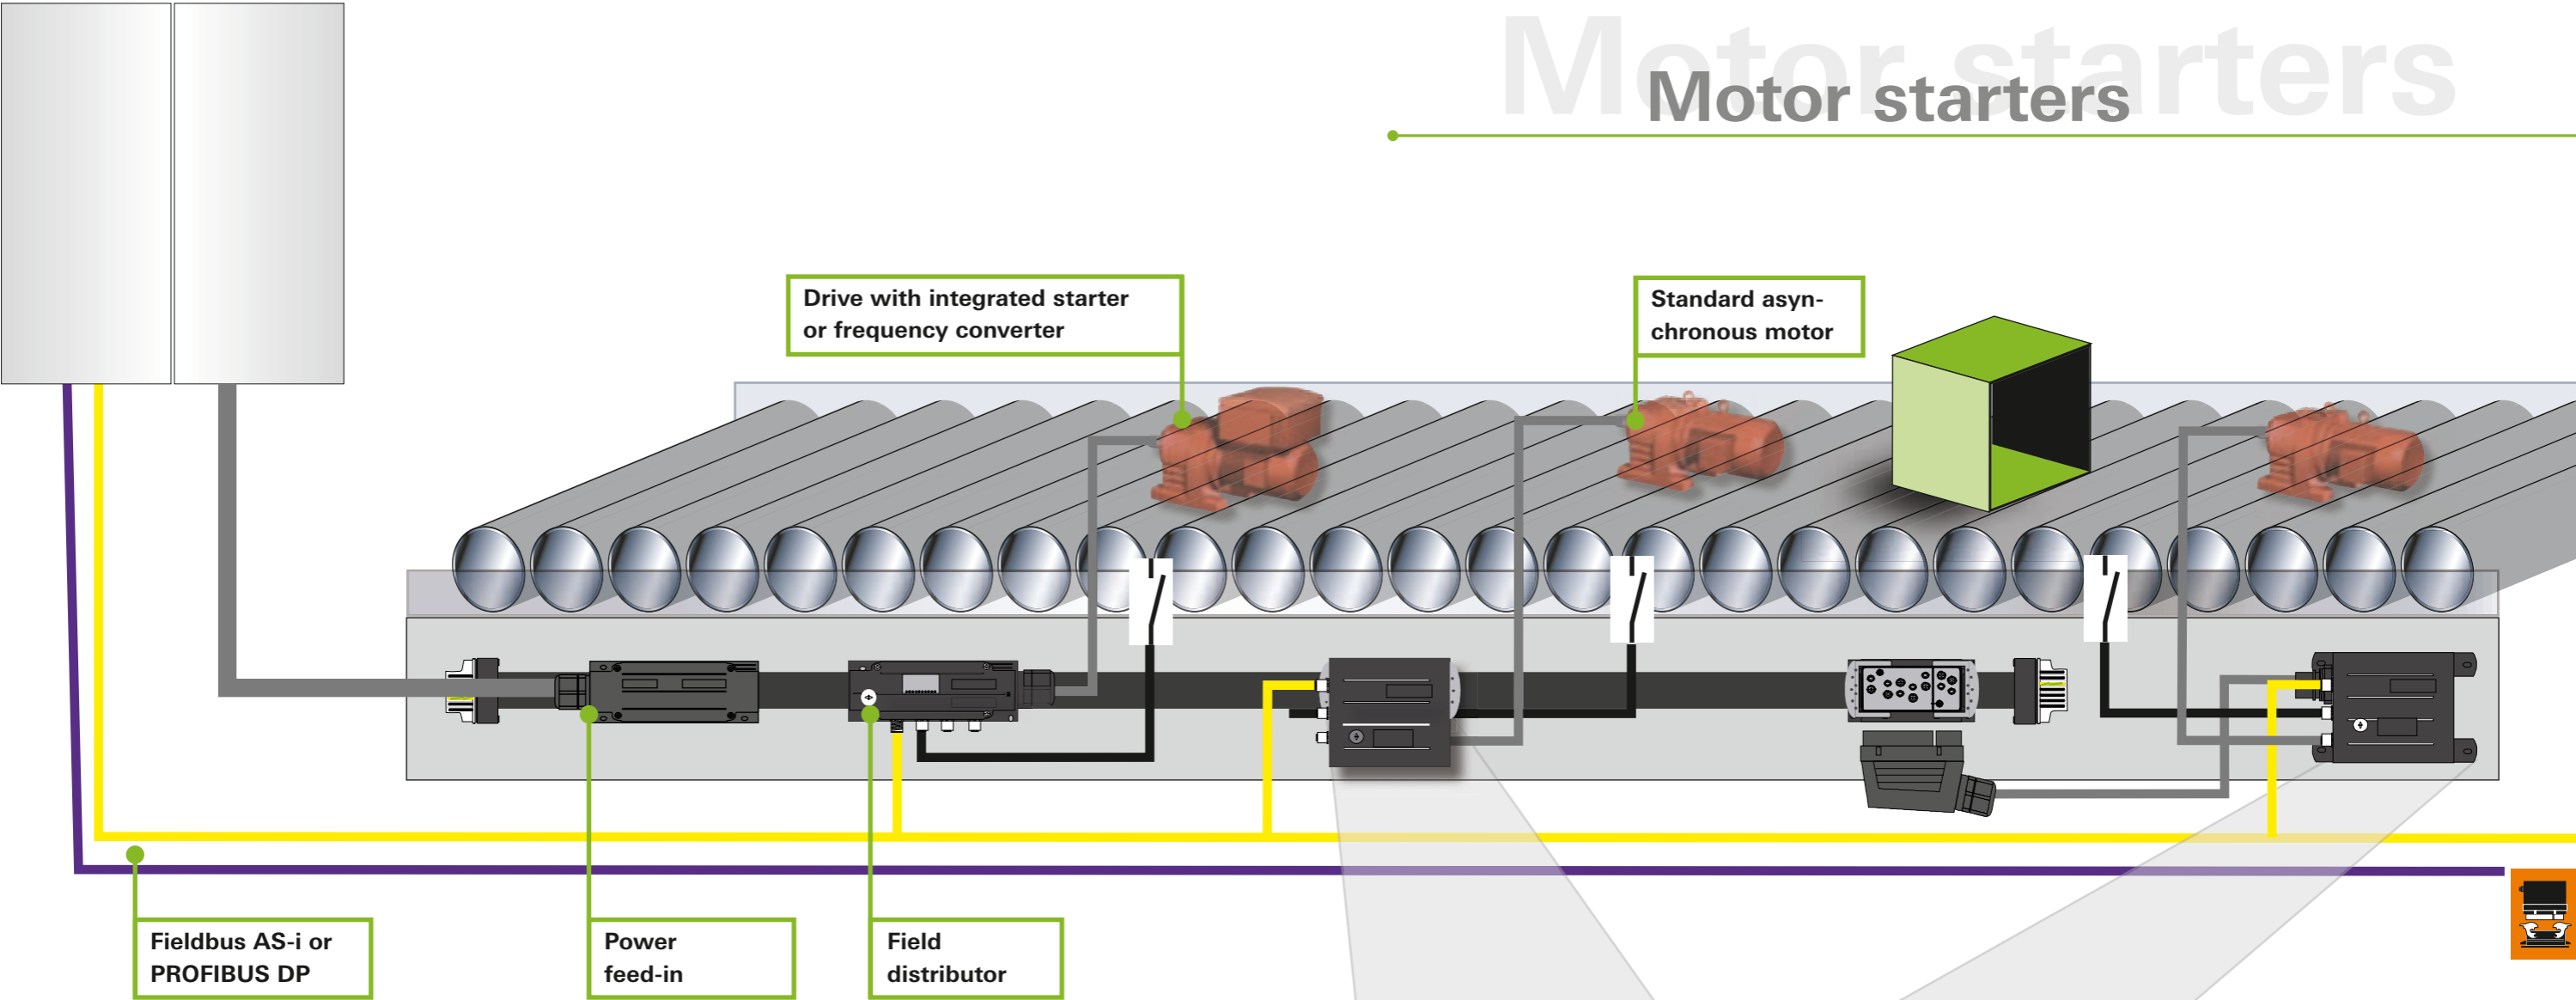 Motor starters
Motor starters
Drive with integrated starter
or frequency converter
Standard asyn-
chronous motor
Fieldbus AS-i or
PROFIBUS DP
Power
feed-in
Field
distributor